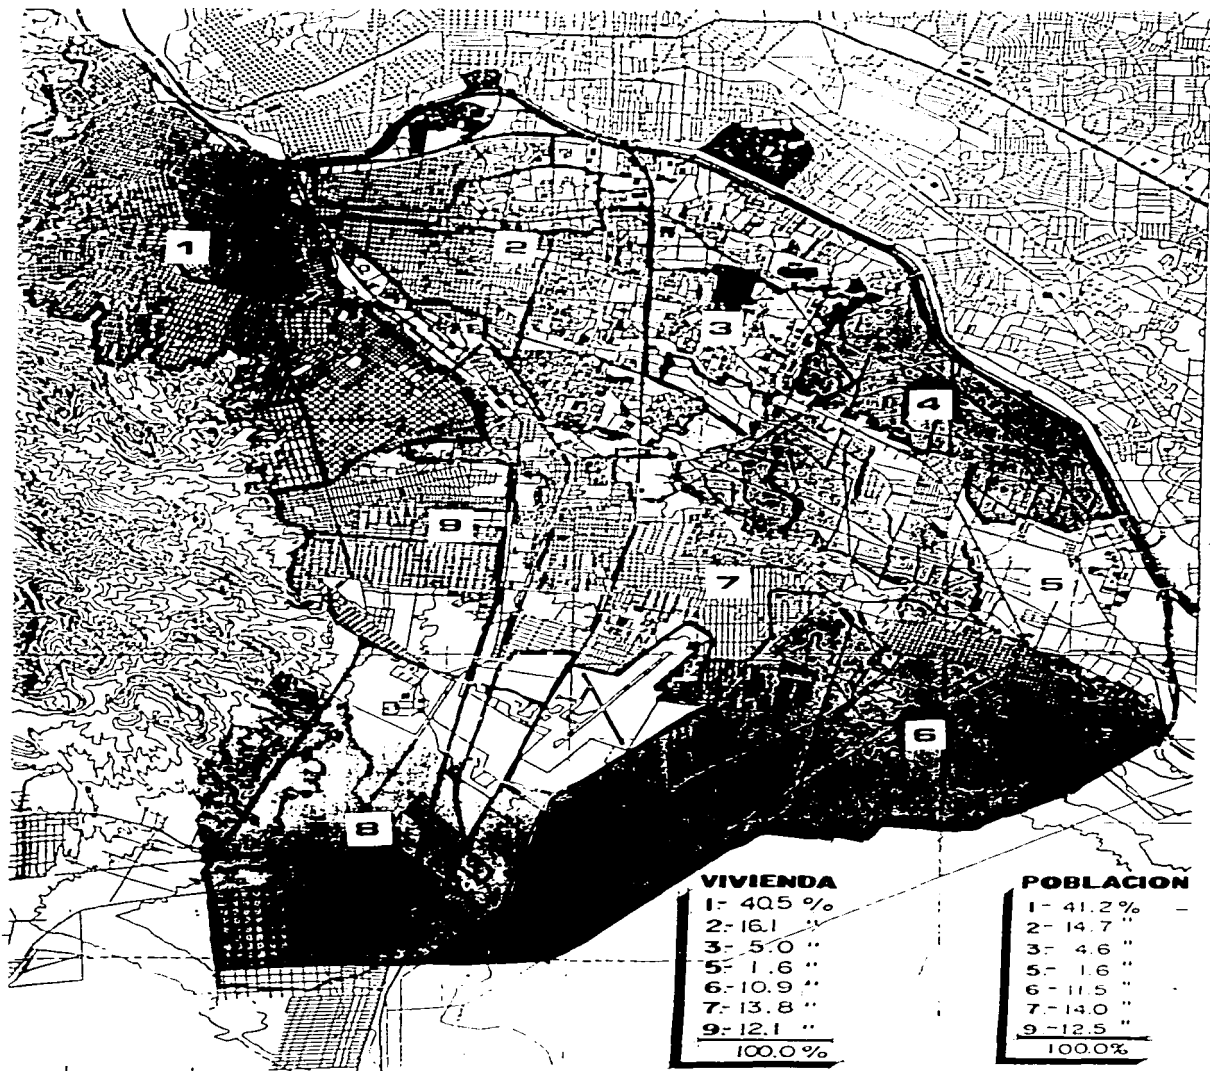 1
2
3
4
9
7
5
6
8
VIVIENDA
1- 40.5 %
2- 16.1 "
3- 5.0 "
5- 1.6 "
6- 10.9 "
7- 13.8 "
9- 12.1 "
100.0 %
POBLACION
1- 41.2 %
2- 14.7 "
3- 4.6 "
5- 1.6 "
6- 11.5 "
7- 14.0 "
9- 12.5 "
100.0%